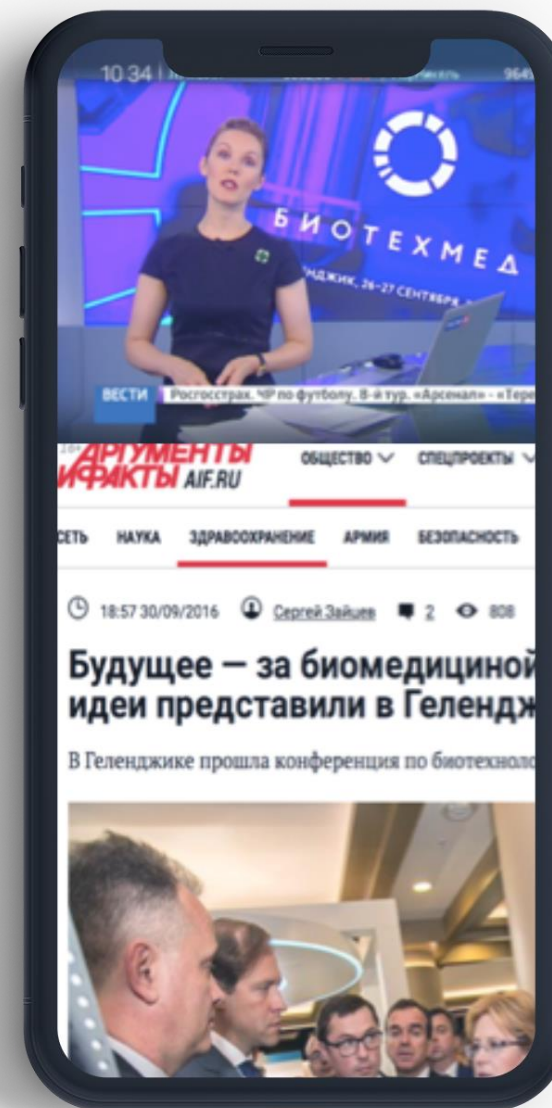 10 34
БИОТЕХМЕД
НДЖИК, 26-27 СЕНТЯБРЯ,
ВЕСТИ
Росгосстрах. ЧР по футболу. 8-й тур. «Арсенал» - «Тере
АРГУМЕНТЫ
И ФАКТЫ AIF.RU
ОБЩЕСТВО
СПЕЦПРОЕКТЫ
СЕТЬ НАУКА ЗДРАВООХРАНЕНИЕ АРМИЯ БЕЗОПАСНОСТЬ
18:57 30/09/2016 Сергей Зайцев 2 808
Будущее — за биомедициной
идеи представили в Гелендж
В Геленджике прошла конференция по биотехноло